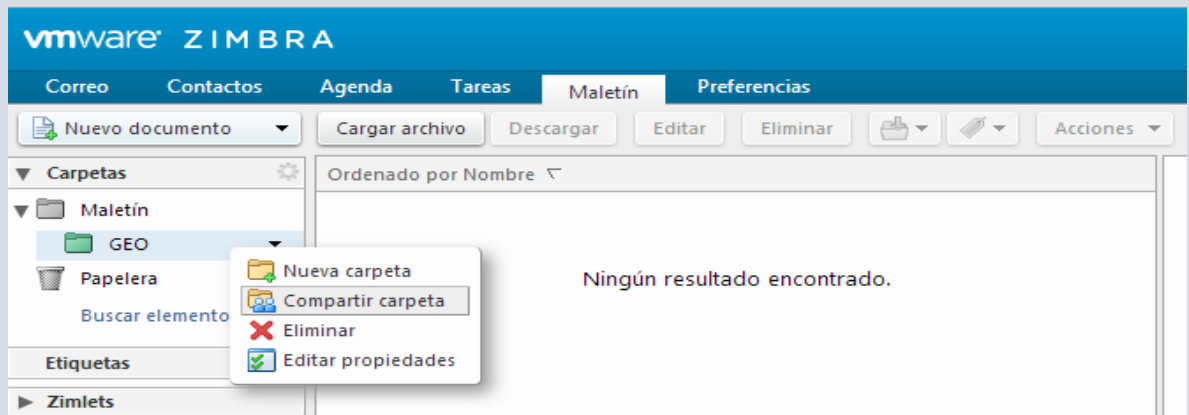 vmware ZIMBRA
Correo Contactos Agenda Tareas Maletín Preferencias
Nuevo documento Cargar archivo Descargar Editar Eliminar Acciones
Carpetas Ordenado por Nombre
Maletín
GEO
Nueva carpeta
Papelera Ningún resultado encontrado.
Compartir carpeta
Buscar elemento
Eliminar
Etiquetas Editar propiedades
Zimlets